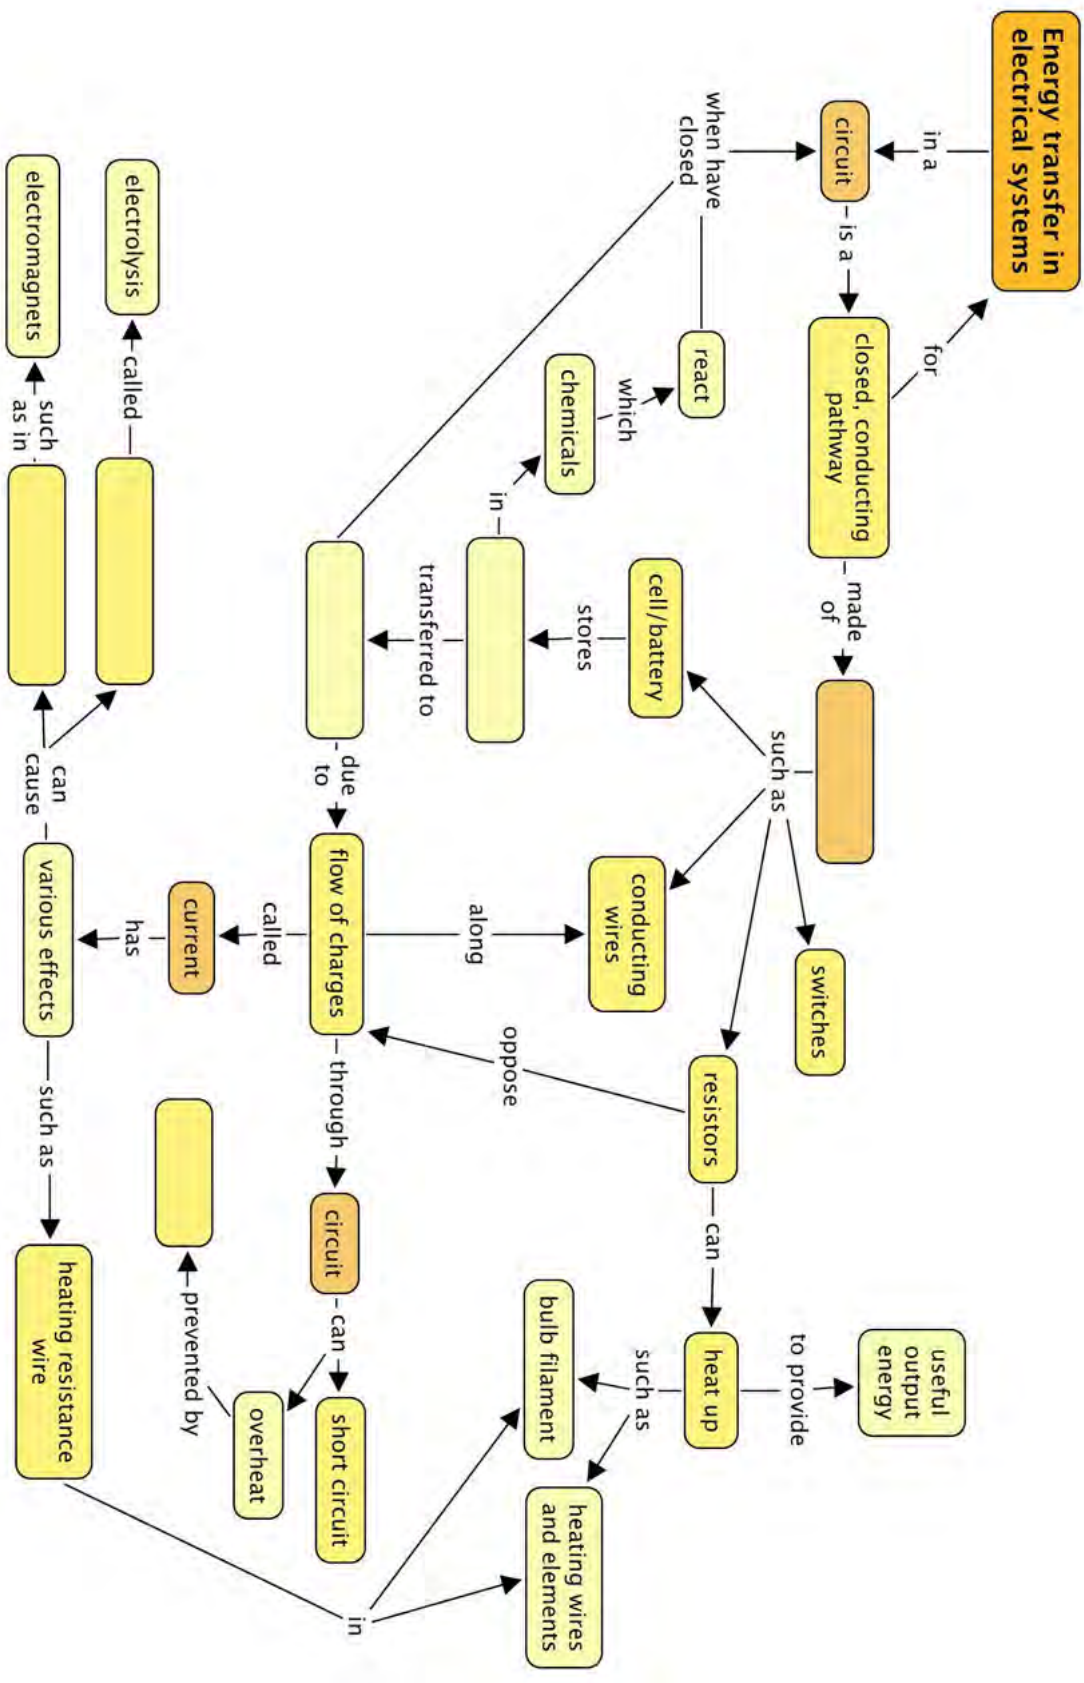 Energy transfer in
electrical systems
in a
for
circuit
is a
closed, conducting
pathway
made
of
such as
switches
cell/battery
conducting
wires
resistors
can
heat up
to provide
useful
output
energy
such as
bulb filament
heating wires
and elements
when have
closed
react
which
chemicals
in
stores
transferred to
due
to
along
oppose
flow of charges
through
circuit
can
short circuit
overheat
prevented by
called
current
has
various effects
can
cause
electrolysis
called
electromagnets
such
as in
such as
heating resistance
wire
in